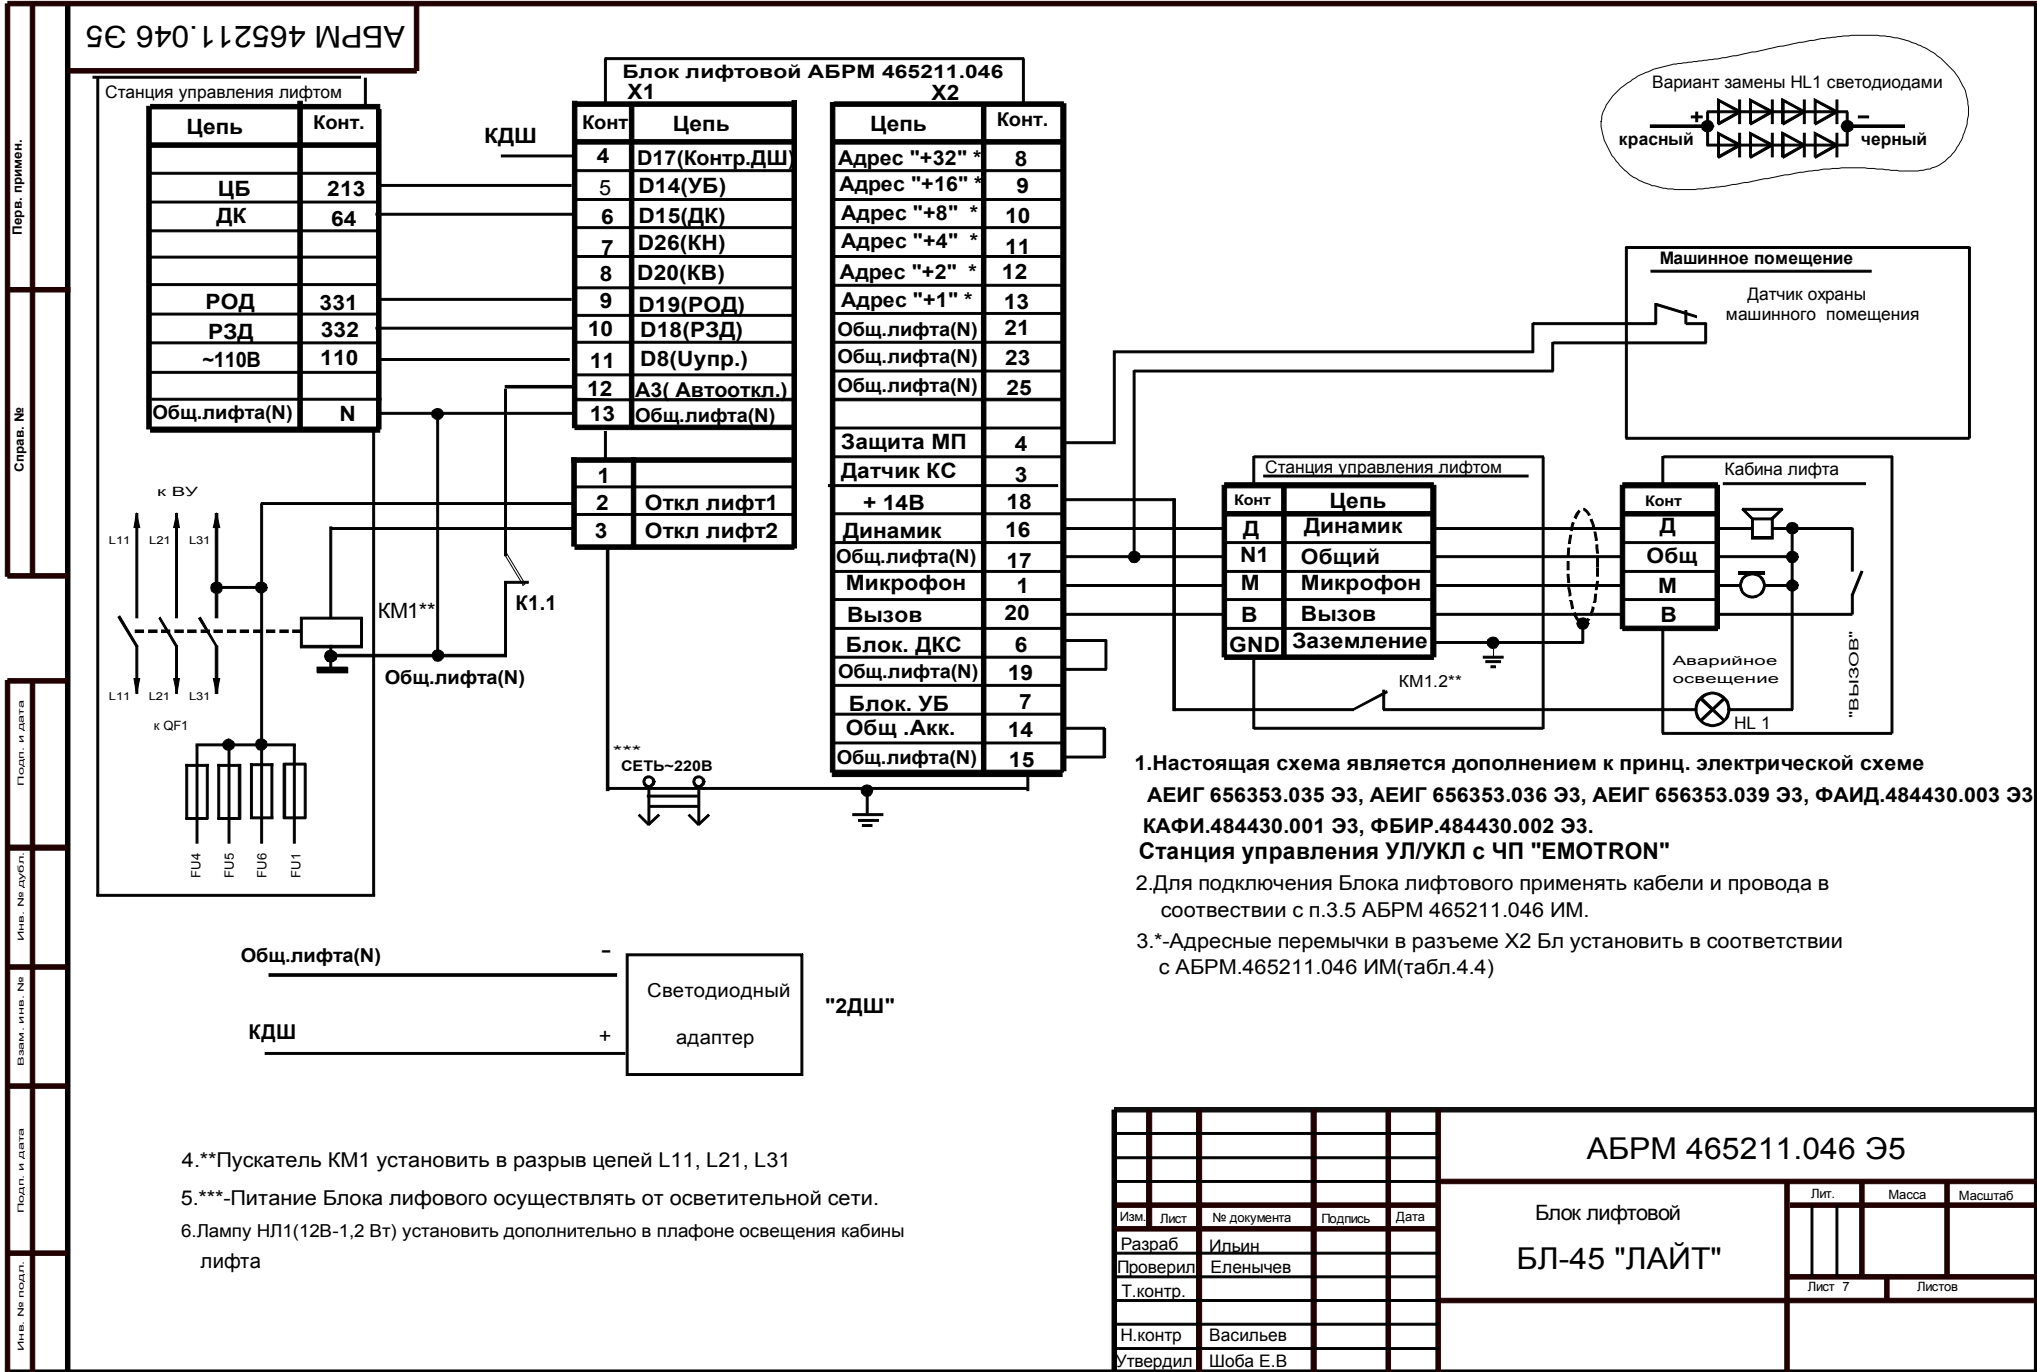 АБРМ 465211.046 Э5
Перв. примен.
Справ. №
Подп. и дата
Инв. № дубл.
Взам. инв. №
Подп. и дата
Инв. № подл.
Станция управления лифтом
Цепь Конт.
ЦБ 213
ДК 64
РОД 331
РЗД 332
~110В 110
Общ.лифта(N) N
к ВУ
L11 L21 L31
КМ1**
L11 L21 L31
к QF1
FU4 FU5 FU6 FU1
Общ.лифта(N)
К1.1
КДШ
Блок лифтовой АБРМ 465211.046
X1 X2
Конт Цепь
4 D17(Контр.ДШ)
5 D14(УБ)
6 D15(ДК)
7 D26(КН)
8 D20(КВ)
9 D19(РОД)
10 D18(РЗД)
11 D8(Uупр.)
12 А3( Автооткл.)
13 Общ.лифта(N)
1
2 Откл лифт1
3 Откл лифт2
***
СЕТЬ~220В
Цепь Конт.
Адрес "+32" * 8
Адрес "+16" * 9
Адрес "+8" * 10
Адрес "+4" * 11
Адрес "+2" * 12
Адрес "+1" * 13
Общ.лифта(N) 21
Общ.лифта(N) 23
Общ.лифта(N) 25
Защита МП 4
Датчик КС 3
+ 14В 18
Динамик 16
Общ.лифта(N) 17
Микрофон 1
Вызов 20
Блок. ДКС 6
Общ.лифта(N) 19
Блок. УБ 7
Общ .Акк. 14
Общ.лифта(N) 15
Вариант замены HL1 светодиодами
+ −
красный черный
Машинное помещение
Датчик охраны
машинного помещения
Станция управления лифтом
Конт Цепь
Д Динамик
N1 Общий
М Микрофон
В Вызов
GND Заземление
КМ1.2**
Кабина лифта
Конт
Д
Общ
М
В
Аварийное
освещение
HL 1
"ВЫЗОВ"
1.Настоящая схема является дополнением к принц. электрической схеме
АЕИГ 656353.035 Э3, АЕИГ 656353.036 Э3, АЕИГ 656353.039 Э3, ФАИД.484430.003 Э3
КАФИ.484430.001 Э3, ФБИР.484430.002 Э3.
Станция управления УЛ/УКЛ с ЧП "EMOTRON"
2.Для подключения Блока лифтового применять кабели и провода в
соотвествии с п.3.5 АБРМ 465211.046 ИМ.
3.*-Адресные перемычки в разъеме Х2 Бл установить в соответствии
с АБРМ.465211.046 ИМ(табл.4.4)
Общ.лифта(N) -
КДШ +
Светодиодный
адаптер
"2ДШ"
4.**Пускатель КМ1 установить в разрыв цепей L11, L21, L31
5.***-Питание Блока лифового осуществлять от осветительной сети.
6.Лампу НЛ1(12В-1,2 Вт) установить дополнительно в плафоне освещения кабины
лифта
АБРМ 465211.046 Э5
Изм. Лист № документа Подпись Дата
Разраб Ильин
Проверил Еленычев
Т.контр.
Н.контр Васильев
Утвердил Шоба Е.В
Блок лифтовой
БЛ-45 "ЛАЙТ"
Лит. Масса Масштаб
Лист 7 Листов